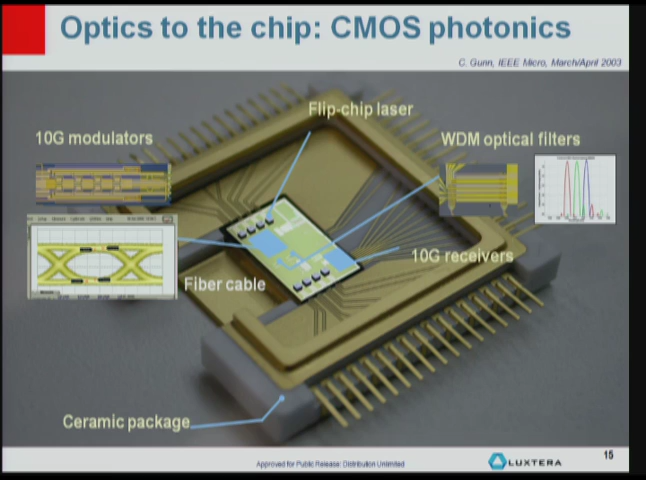 Optics to the chip: CMOS photonics
C. Gunn, IEEE Micro, March/April 2003
Flip-chip laser
10G modulators
WDM optical filters
10G receivers
Fiber cable
Ceramic package
Approved for Public Release: Distribution Unlimited
LUXTERA
15